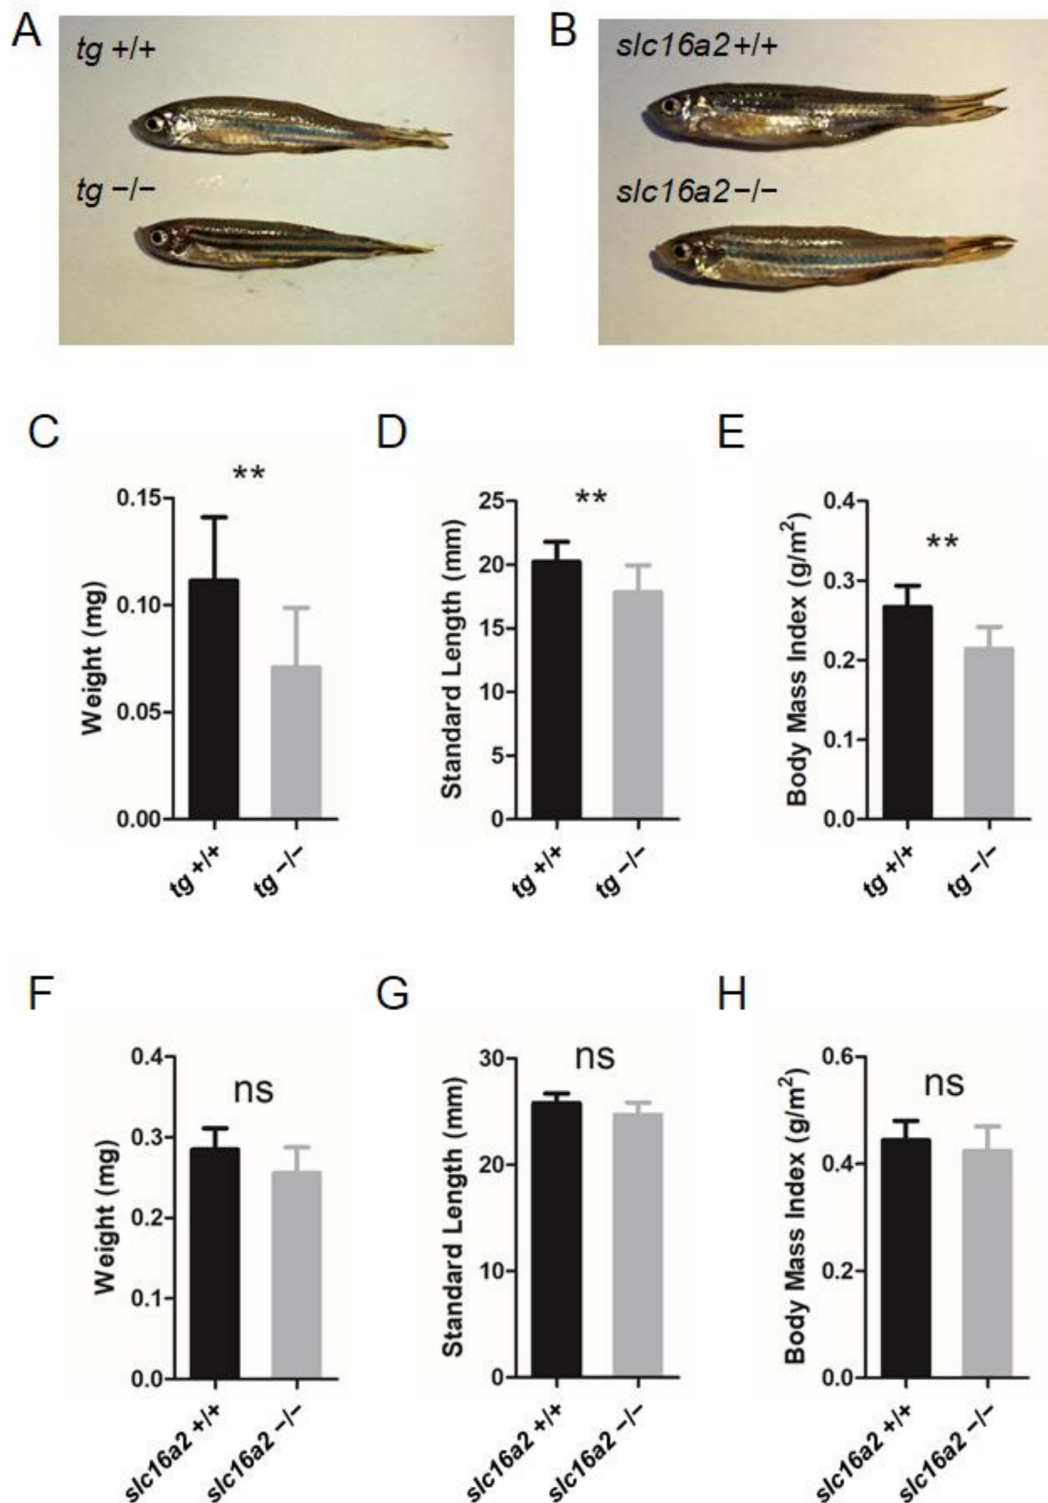 A
tg +/+
tg −/−
B
slc16a2+/+
slc16a2−/−
C
**
Weight (mg)
0.15
0.10
0.05
0.00
tg +/+
tg −/−
D
**
Standard Length (mm)
25
20
15
10
5
0
tg +/+
tg −/−
E
**
Body Mass Index (g/m²)
0.4
0.3
0.2
0.1
0.0
tg +/+
tg −/−
F
ns
Weight (mg)
0.4
0.3
0.2
0.1
0.0
slc16a2 +/+
slc16a2 −/−
G
ns
Standard Length (mm)
30
20
10
0
slc16a2 +/+
slc16a2 −/−
H
ns
Body Mass Index (g/m²)
0.6
0.4
0.2
0.0
slc16a2 +/+
slc16a2 −/−